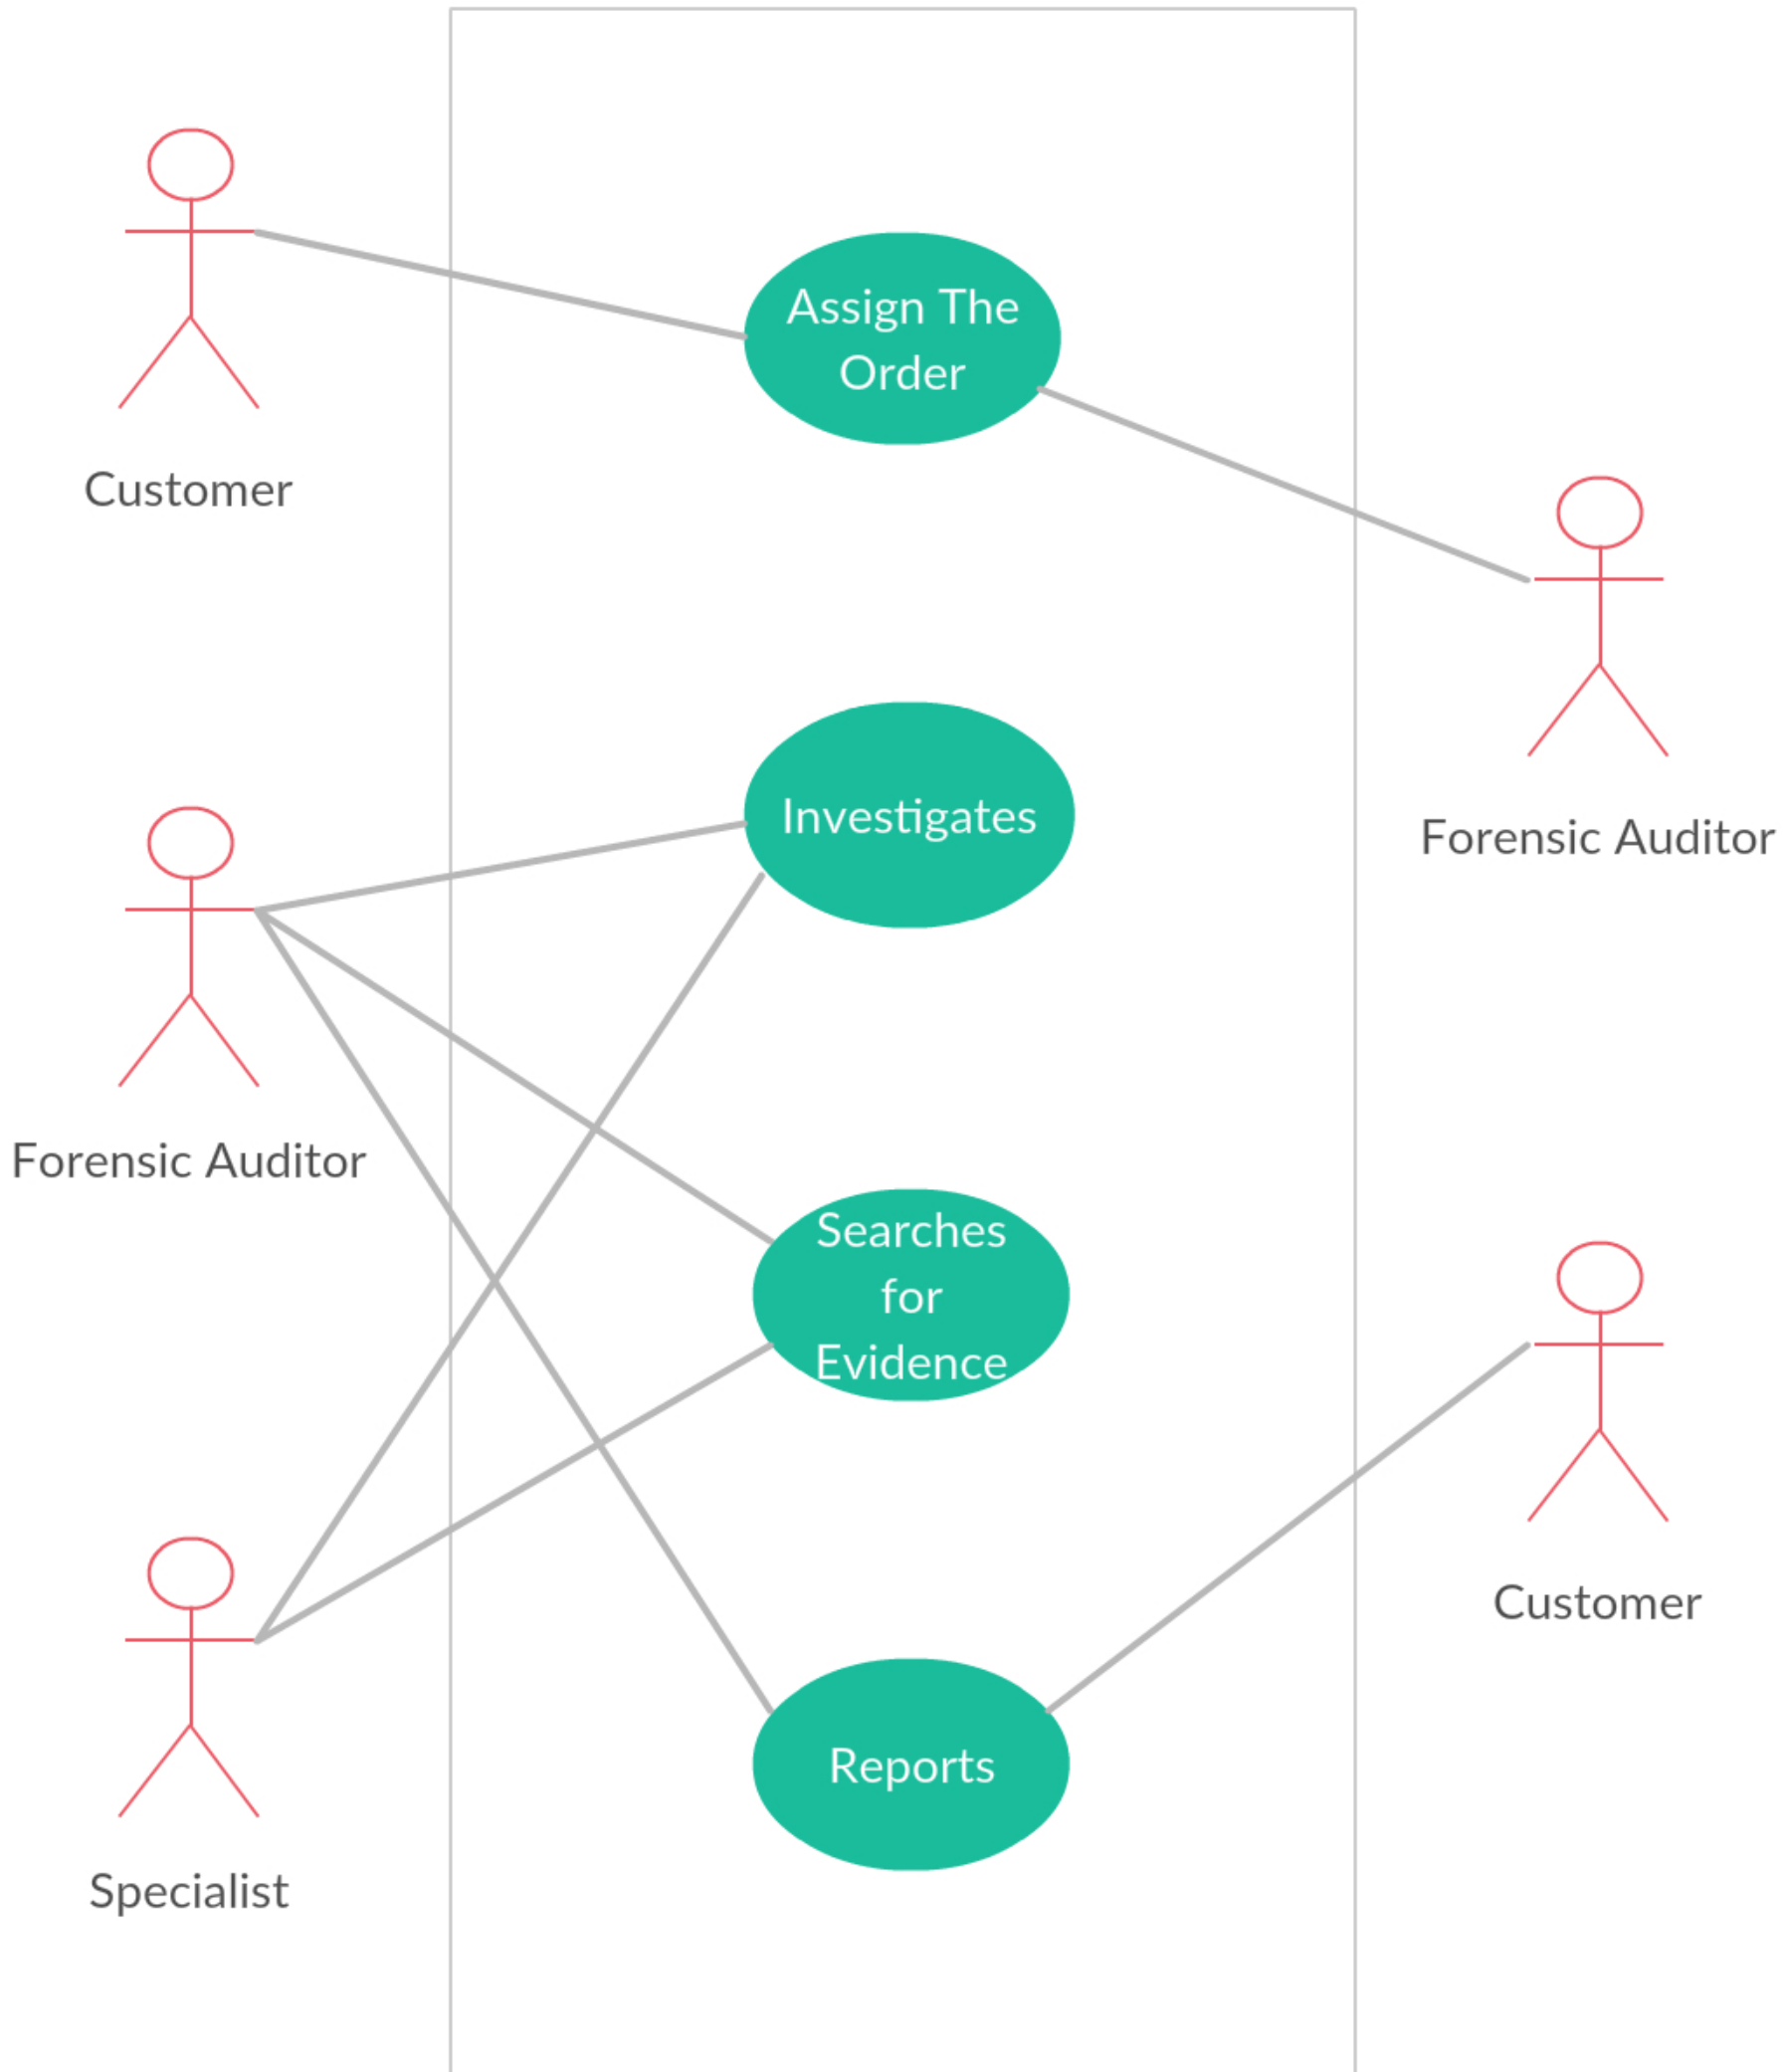 Assign The
Order
Customer
Investigates
Forensic Auditor
Forensic Auditor
Searches
for
Evidence
Customer
Reports
Specialist